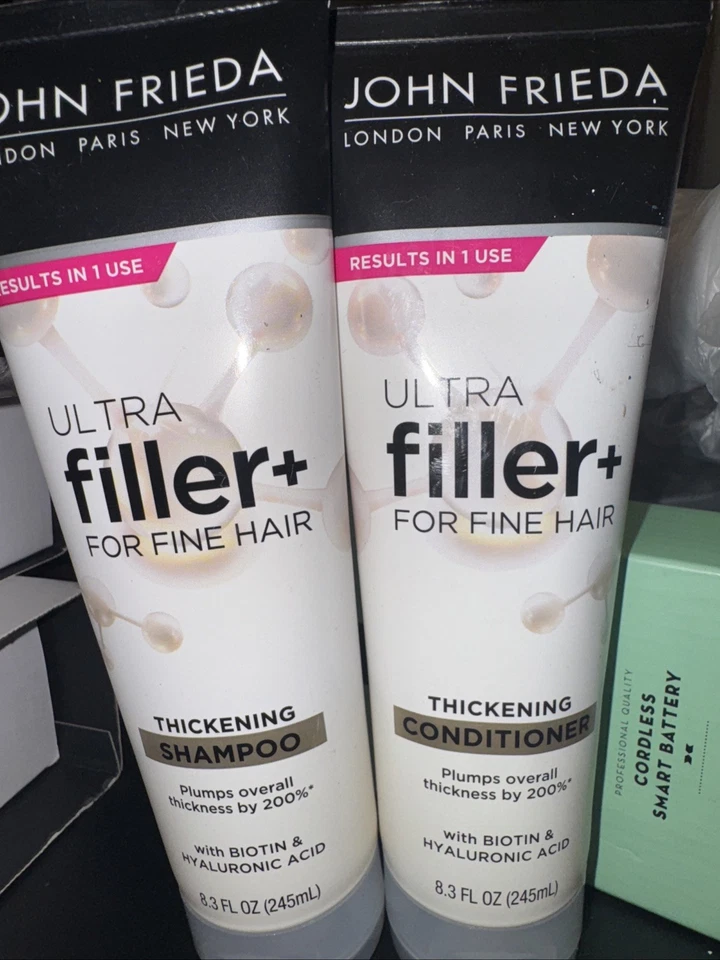 OHN FRIEDA
DON PARIS NEW YORK
ESULTS IN 1 USE
ULTRA
filler+
FOR FINE HAIR
THICKENING
SHAMPOO
Plumps overall
thickness by 200%*
with BIOTIN &
HYALURONIC ACID
8.3 FL OZ (245mL)
JOHN FRIEDA
LONDON PARIS NEW YORK
RESULTS IN 1 USE
ULTRA
filler+
FOR FINE HAIR
THICKENING
CONDITIONER
Plumps overall
thickness by 200%*
with BIOTIN &
HYALURONIC ACID
8.3 FL OZ (245mL)
PROFESSIONAL QUALITY
CORDLESS
SMART BATTERY